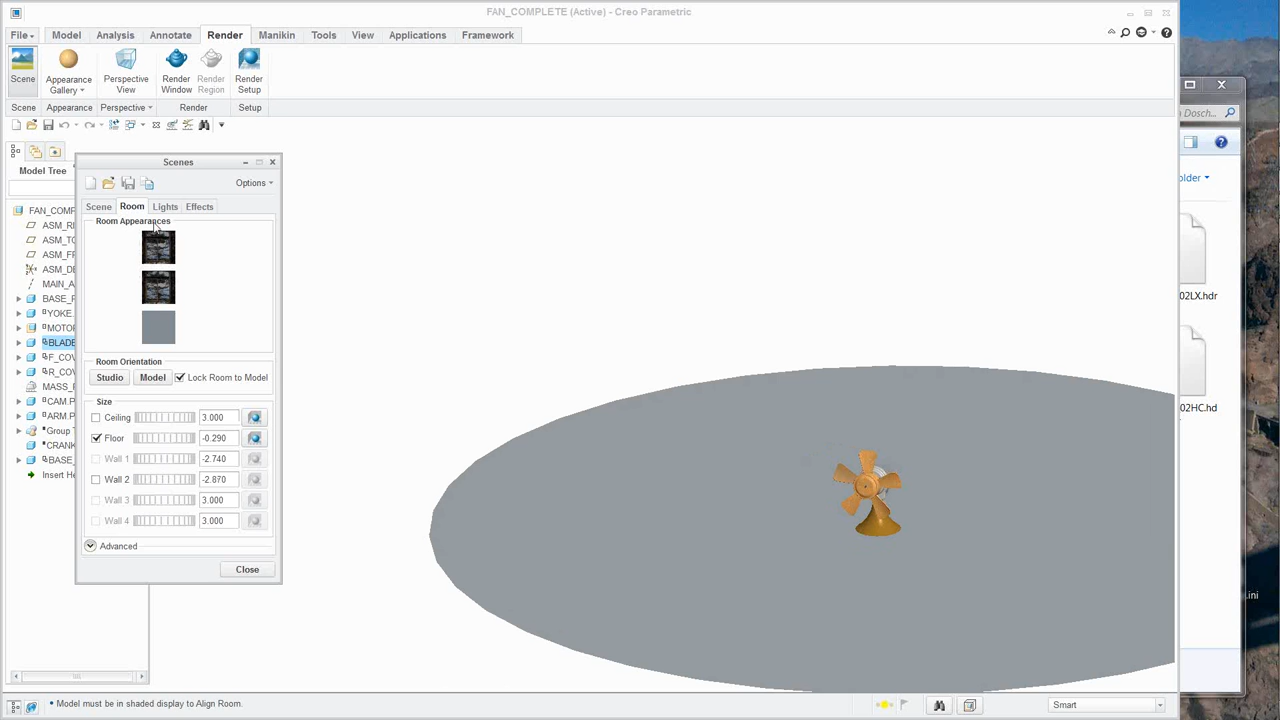 FAN_COMPLETE (Active) - Creo Parametric
File Model Analysis Annotate Render Manikin Tools View Applications Framework
Scene Appearance Gallery Perspective View Render Window Render Region Render Setup
Scene Appearance Perspective Render Setup
Dosch...
older
Model Tree
Scenes
Options
Scene Room Lights Effects
Room Appearances
FAN_COMP
ASM_RI
ASM_TO
ASM_FR
ASM_DE
MAIN_A
BASE_P
YOKE.
MOTOR
BLADE
F_COV
R_COV
MASS_P
CAM.P
ARM.P
Group
CRANK
BASE_
Insert He
Room Orientation
Studio Model Lock Room to Model
Size
Ceiling 3.000
Floor -0.290
Wall 1 -2.740
Wall 2 -2.870
Wall 3 3.000
Wall 4 3.000
Advanced
Close
02LX.hdr
02HC.hd
.ini
• Model must be in shaded display to Align Room.
Smart